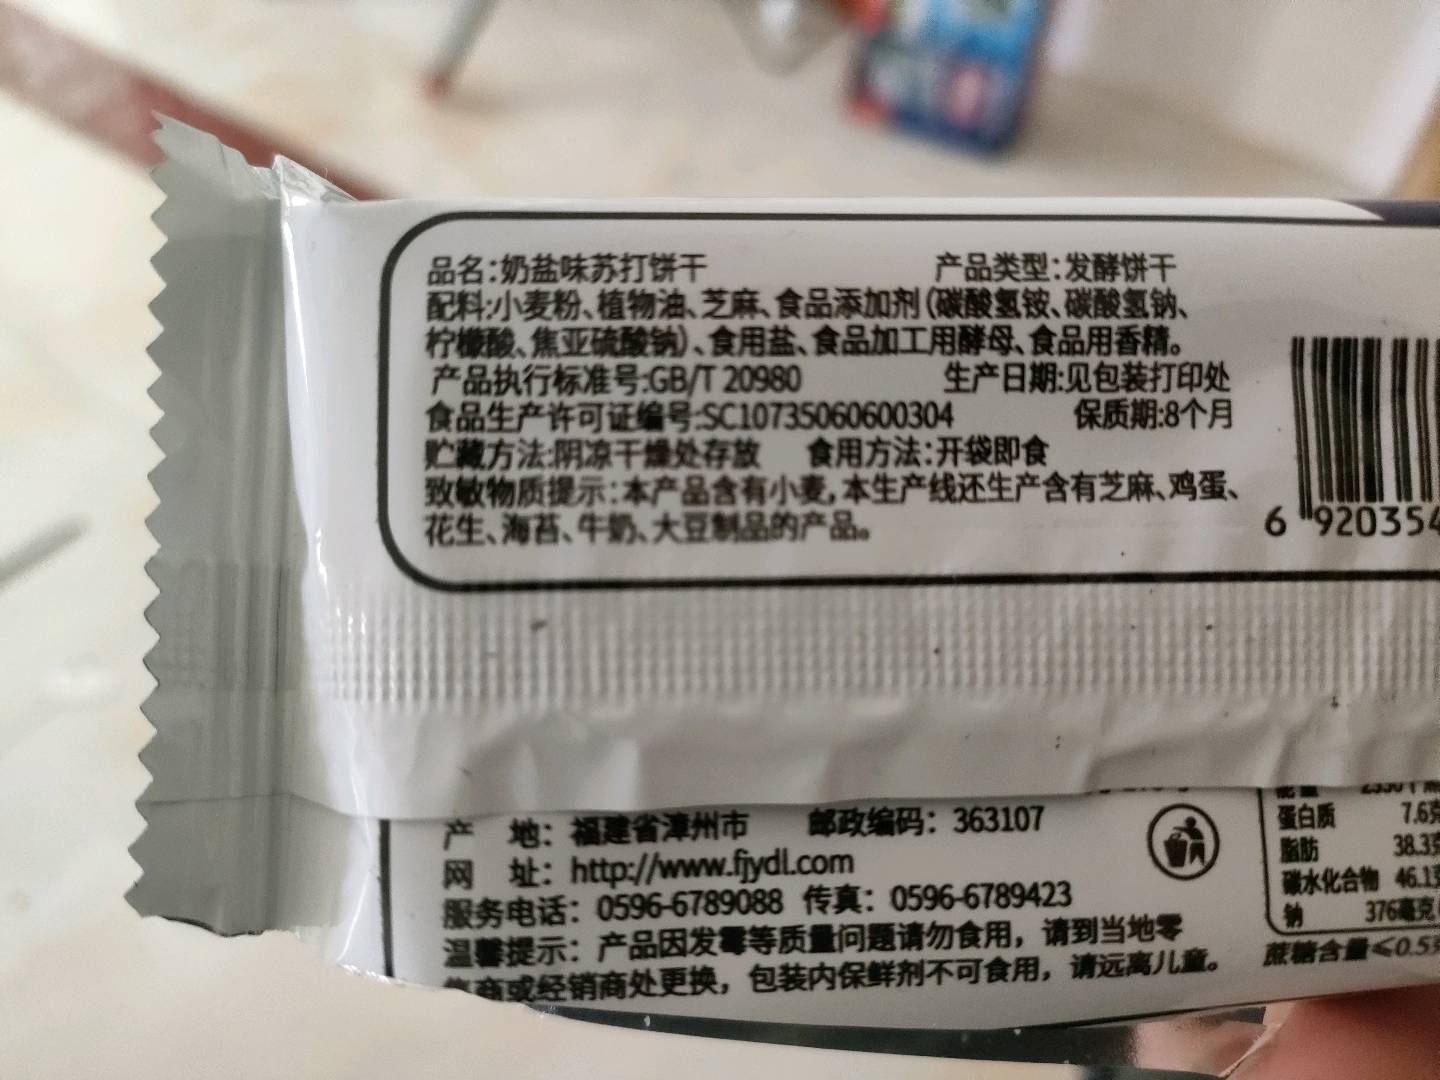 品名:奶盐味苏打饼干 产品类型:发酵饼干
配料:小麦粉、植物油、芝麻、食品添加剂(碳酸氢铵、碳酸氢钠、
柠檬酸、焦亚硫酸钠)、食用盐、食品加工用酵母、食品用香精。
产品执行标准号:GB/T 20980 生产日期:见包装打印处
食品生产许可证编号:SC10735060600304 保质期:8个月
贮藏方法:阴凉干燥处存放 食用方法:开袋即食
致敏物质提示:本产品含有小麦,本生产线还生产含有芝麻、鸡蛋、
花生、海苔、牛奶、大豆制品的产品。
6 920354
产 地:福建省漳州市 邮政编码:363107
网 址:http://www.fjydl.com
服务电话:0596-6789088 传真:0596-6789423
温馨提示:产品因发霉等质量问题请勿食用,请到当地零
售商或经销商处更换,包装内保鲜剂不可食用,请远离儿童。
蛋白质 7.6克
脂肪 38.3克
碳水化合物 46.1克
钠 376毫克
蔗糖含量≤0.5